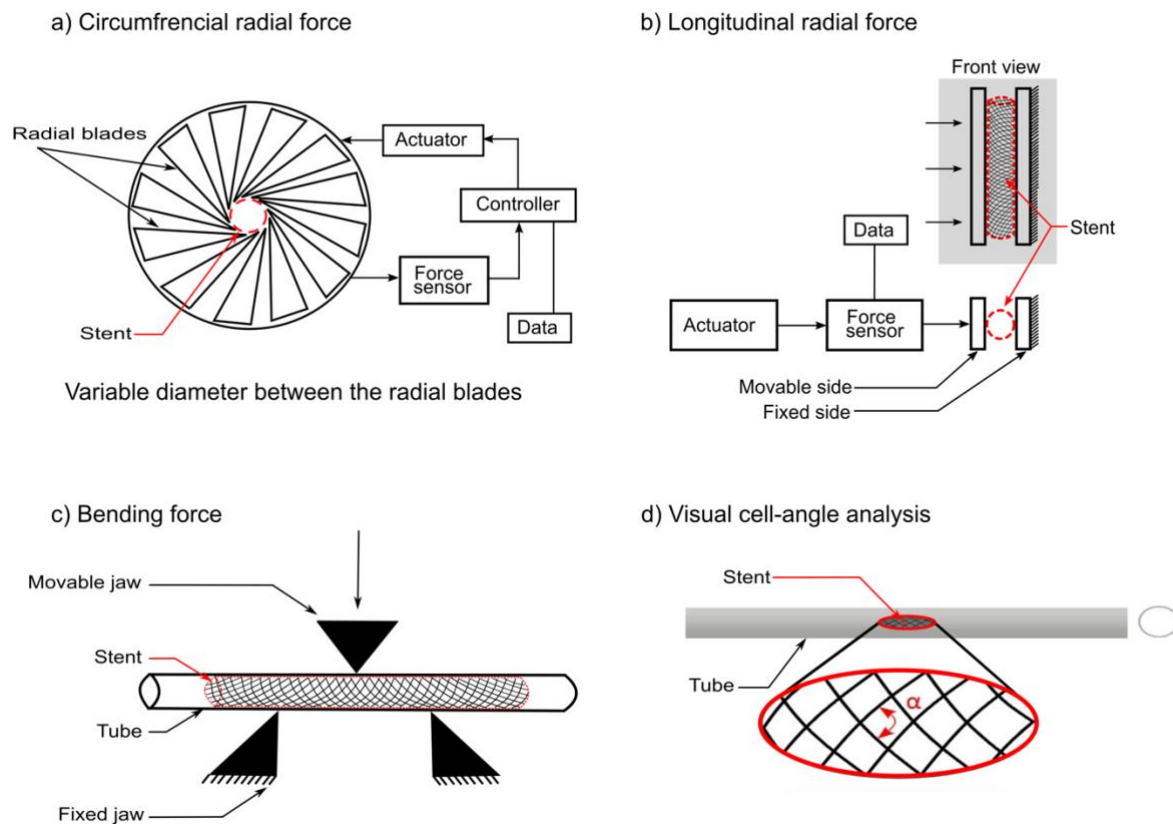 a) Circumfrencial radial force
Radial blades
Actuator
Controller
Force
sensor
Data
Stent
Variable diameter between the radial blades
b) Longitudinal radial force
Front view
Stent
Data
Actuator
Force
sensor
Movable side
Fixed side
c) Bending force
Movable jaw
Stent
Tube
Fixed jaw
d) Visual cell-angle analysis
Stent
Tube
α